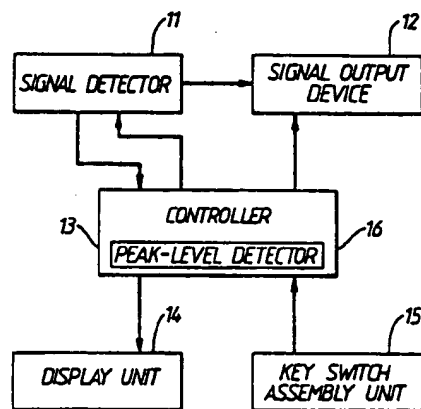 11
12
SIGNAL DETECTOR
SIGNAL OUTPUT
DEVICE
CONTROLLER
13
16
PEAK-LEVEL DETECTOR
14
15
DISPLAY UNIT
KEY SWITCH
ASSEMBLY UNIT